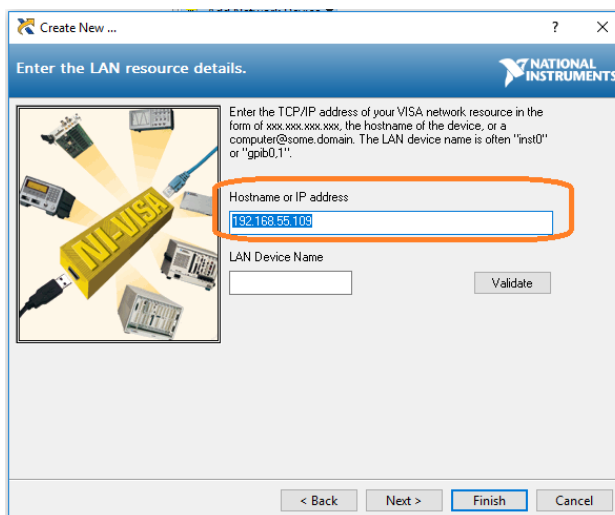 Add Network Device
Create New ...
?
Enter the LAN resource details.
NATIONAL
INSTRUMENTS
Enter the TCP/IP address of your VISA network resource in the
form of xxx.xxx.xxx.xxx, the hostname of the device, or a
computer@some.domain. The LAN device name is often "inst0"
or "gpib0,1".
Hostname or IP address
192.168.55.109
LAN Device Name
Validate
NI-VISA
< Back
Next >
Finish
Cancel